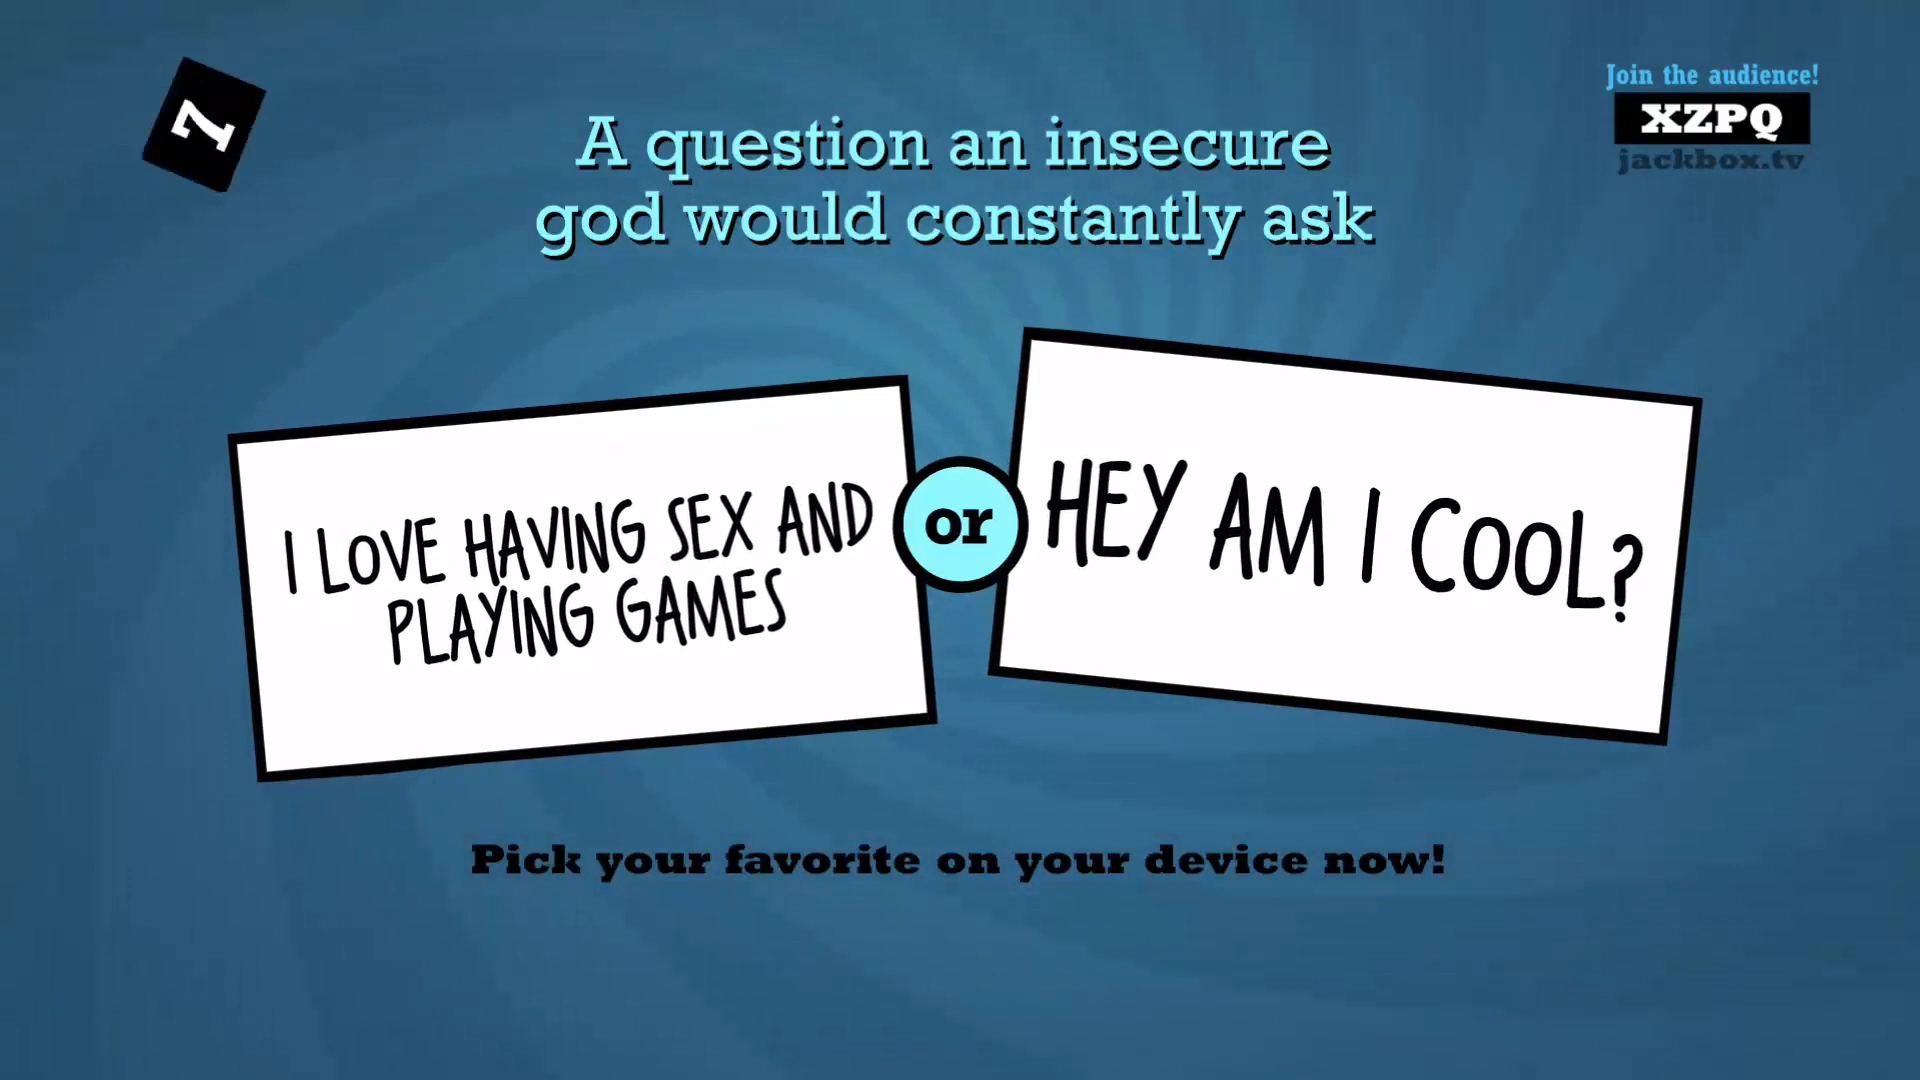 7
Join the audience!
XZPQ
jackbox.tv
A question an insecure
god would constantly ask
I LOVE HAVING SEX AND
PLAYING GAMES
or
HEY AM I COOL?
Pick your favorite on your device now!